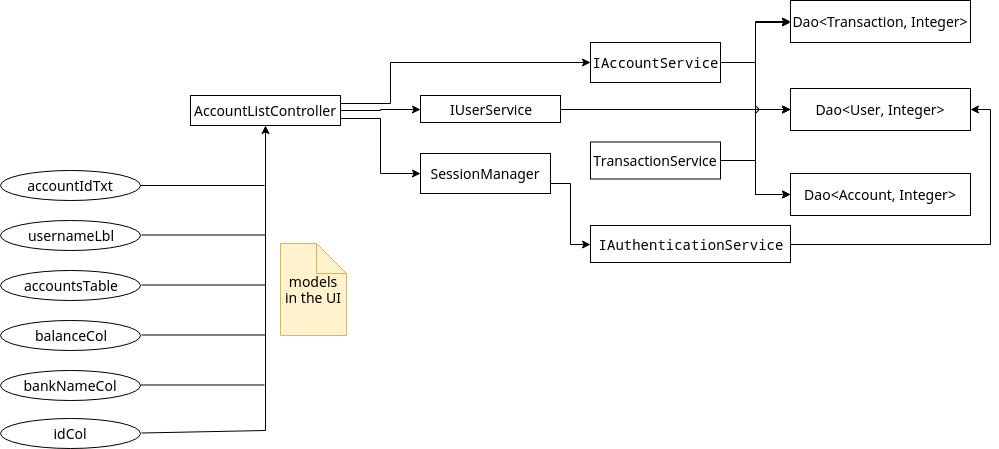 Dao<Transaction, Integer>
IAccountService
AccountListController
IUserService
Dao<User, Integer>
TransactionService
SessionManager
Dao<Account, Integer>
IAuthenticationService
accountIdTxt
usernameLbl
accountsTable
balanceCol
bankNameCol
idCol
models
in the UI